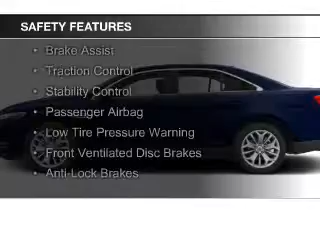 SAFETY FEATURES
• Brake Assist
• Traction Control
• Stability Control
• Passenger Airbag
• Low Tire Pressure Warning
• Front Ventilated Disc Brakes
• Anti-Lock Brakes